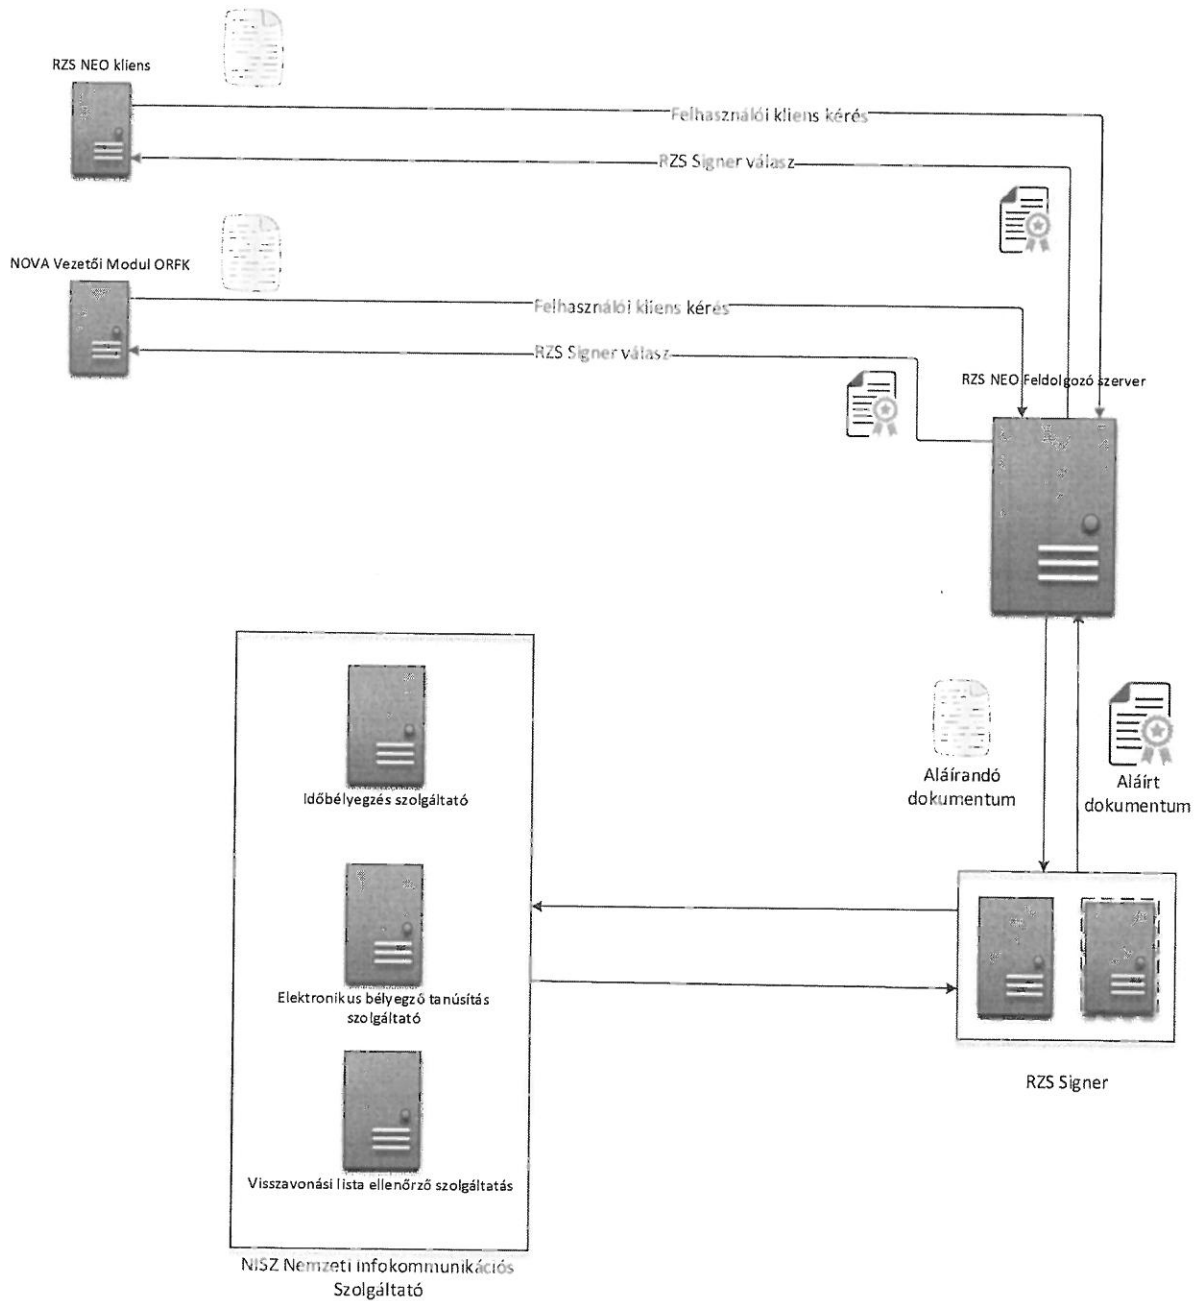 RZS NEO kliens
Felhasználói kliens kérés
RZS Signer válasz
NOVA Vezetői Modul ORFK
Felhasználói kliens kérés
RZS Signer válasz
RZS NEO Feldolgozó szerver
Aláírandó
dokumentum
Aláírt
dokumentum
Időbélyegzés szolgáltató
Elektronikus bélyegző tanúsítás
szolgáltató
Visszavonási lista ellenőrző szolgáltatás
RZS Signer
NISZ Nemzeti Infokommunikációs
Szolgáltató